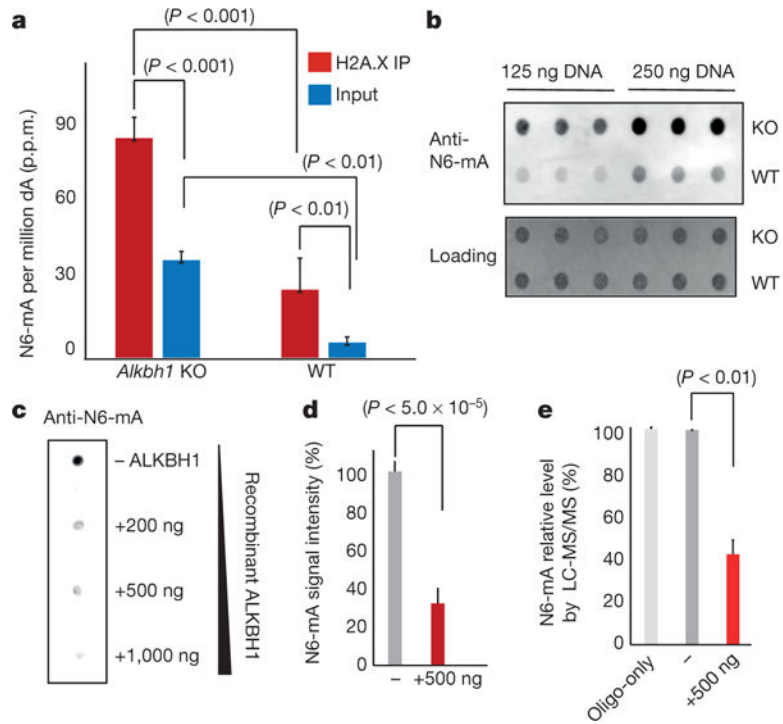 a
(P < 0.001)
(P < 0.001)
H2A.X IP
Input
(P < 0.01)
(P < 0.01)
N6-mA per million dA (p.p.m.)
90
60
30
0
Alkbh1 KO
WT
b
125 ng DNA
250 ng DNA
Anti-
N6-mA
KO
WT
Loading
KO
WT
c
Anti-N6-mA
– ALKBH1
+200 ng
+500 ng
+1,000 ng
Recombinant ALKBH1
d
(P < 5.0 × 10⁻⁵)
N6-mA signal intensity (%)
100
80
60
40
20
0
–
+500 ng
e
(P < 0.01)
N6-mA relative level
by LC-MS/MS (%)
100
80
60
40
20
0
Oligo-only
–
+500 ng